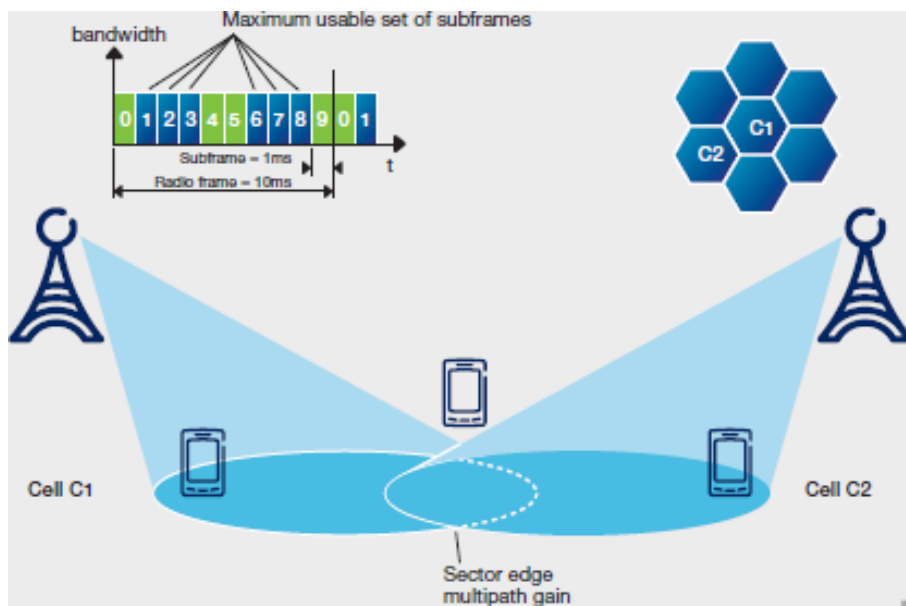 Maximum usable set of subframes
bandwidth
0 1 2 3 4 5 6 7 8 9 0 1
Subframe = 1ms
t
Radio frame = 10ms
C1
C2
Cell C1
Cell C2
Sector edge
multipath gain